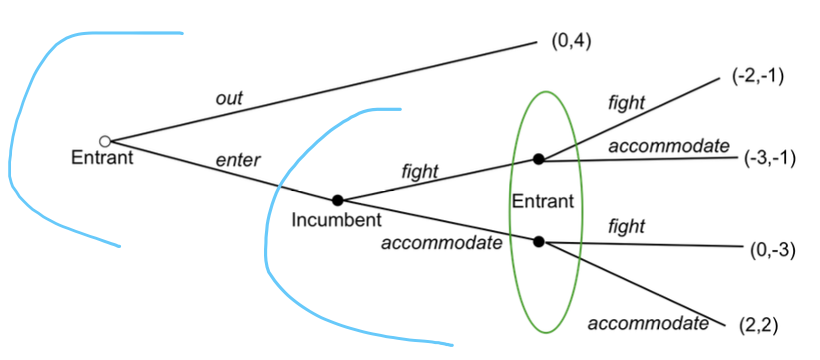 (0,4)
out
Entrant
enter
Incumbent
fight
accommodate
Entrant
fight
(-2,-1)
accommodate
(-3,-1)
fight
(0,-3)
accommodate
(2,2)